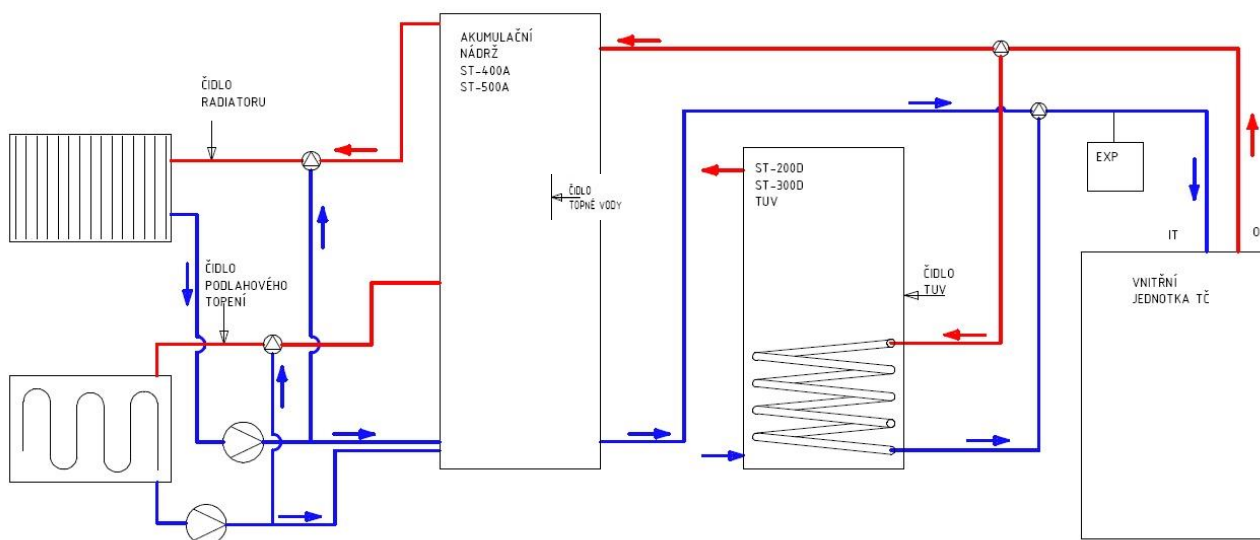 AKUMULAČNÍ
NÁDRŽ
ST-400A
ST-500A
ČIDLO
RADIATORU
ČIDLO
TOPNÉ VODY
ST-200D
ST-300D
TUV
EXP
IT
O
ČIDLO
PODLAHOVÉHO
TOPENÍ
ČIDLO
TUV
VNITŘNÍ
JEDNOTKA TČ